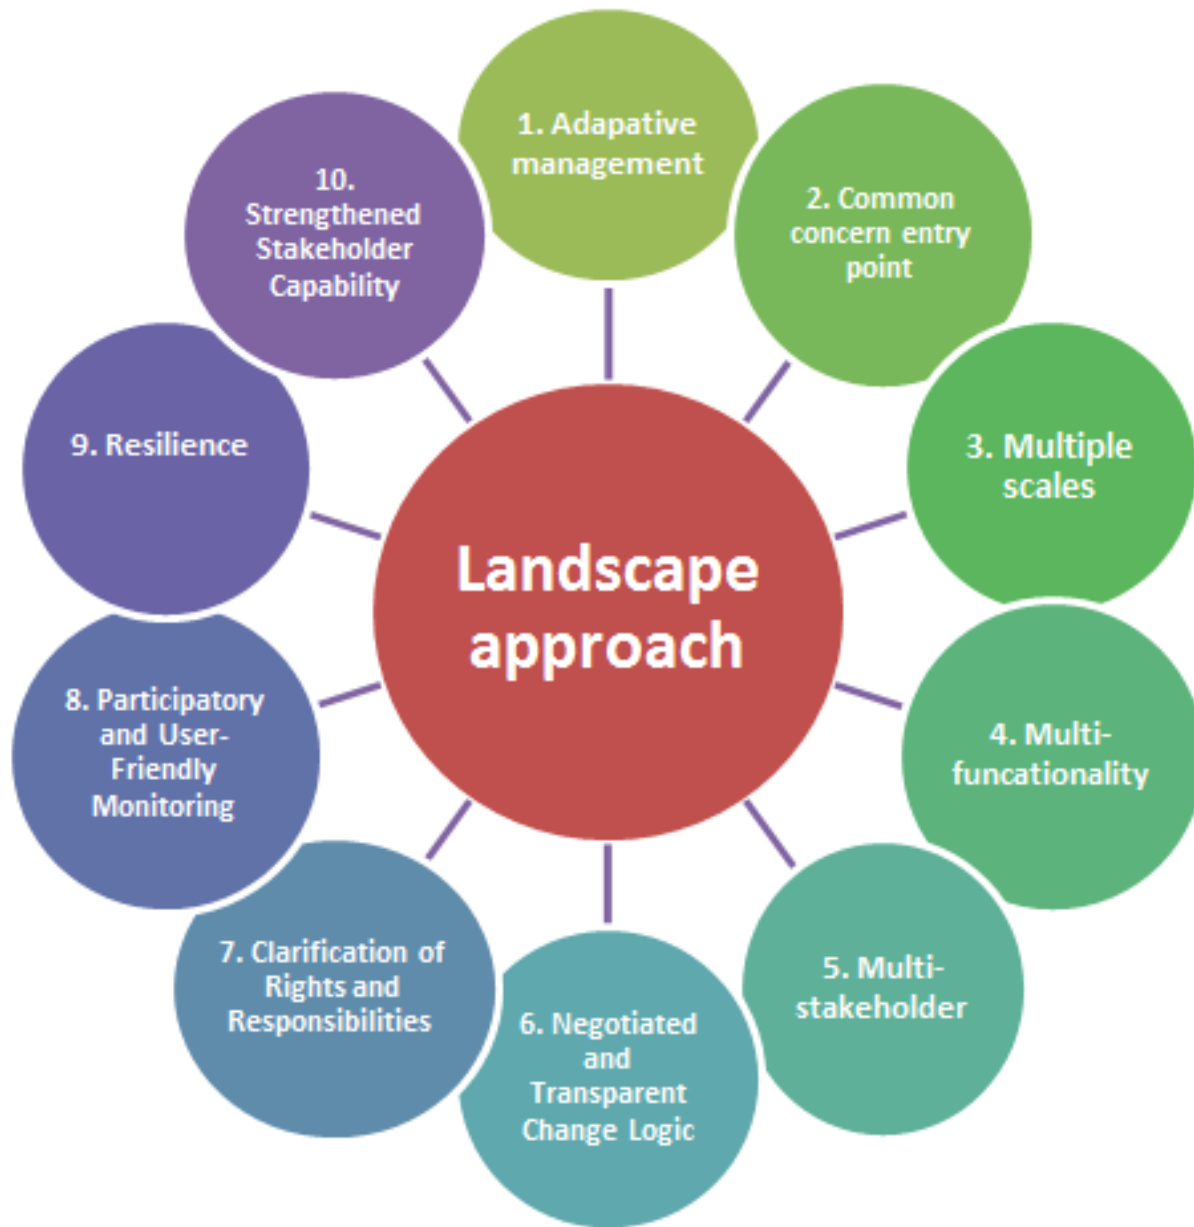 1. Adapative
management
2. Common
concern entry
point
3. Multiple
scales
4. Multi-
funcationality
5. Multi-
stakeholder
6. Negotiated
and
Transparent
Change Logic
7. Clarification of
Rights and
Responsibilities
8. Participatory
and User-
Friendly
Monitoring
9. Resilience
10.
Strengthened
Stakeholder
Capability
Landscape
approach